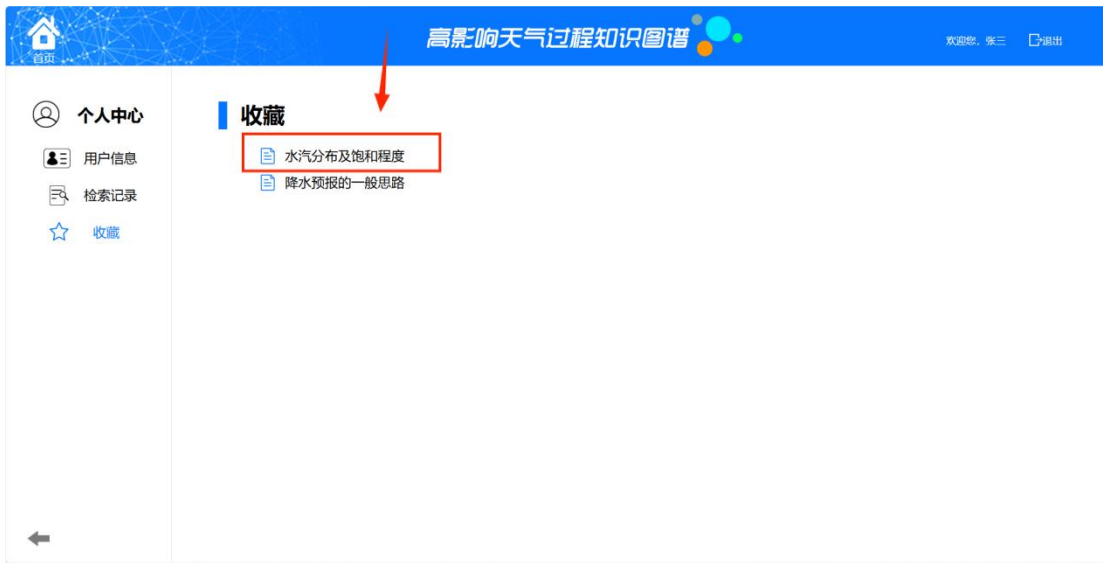 首页
高影响天气过程知识图谱
欢迎您，张三 退出
个人中心
用户信息
检索记录
收藏
收藏
水汽分布及饱和程度
降水预报的一般思路